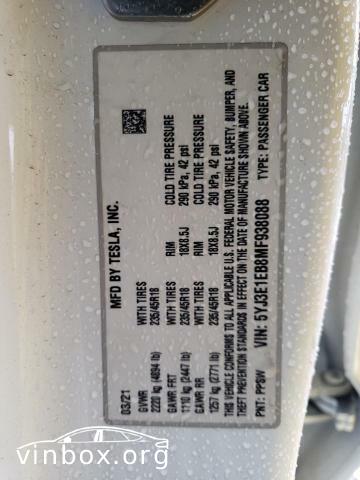 MFD BY TESLA, INC.
03/21
GVWR WITH TIRES RIM COLD TIRE PRESSURE
2220 kg (4894 lb) 235/45R18 18X8.5J 290 kPa, 42 psi
GAWR FRT WITH TIRES RIM COLD TIRE PRESSURE
1110 kg (2447 lb) 235/45R18 18X8.5J 290 kPa, 42 psi
GAWR RR
1257 kg (2771 lb)
THIS VEHICLE CONFORMS TO ALL APPLICABLE U.S. FEDERAL MOTOR VEHICLE SAFETY, BUMPER, AND
THEFT PREVENTION STANDARDS IN EFFECT ON THE DATE OF MANUFACTURE SHOWN ABOVE.
VIN: 5YJ3E1EB8MF938088
PNT: PPSW TYPE: PASSENGER CAR
vinbox.org
vinbox.org